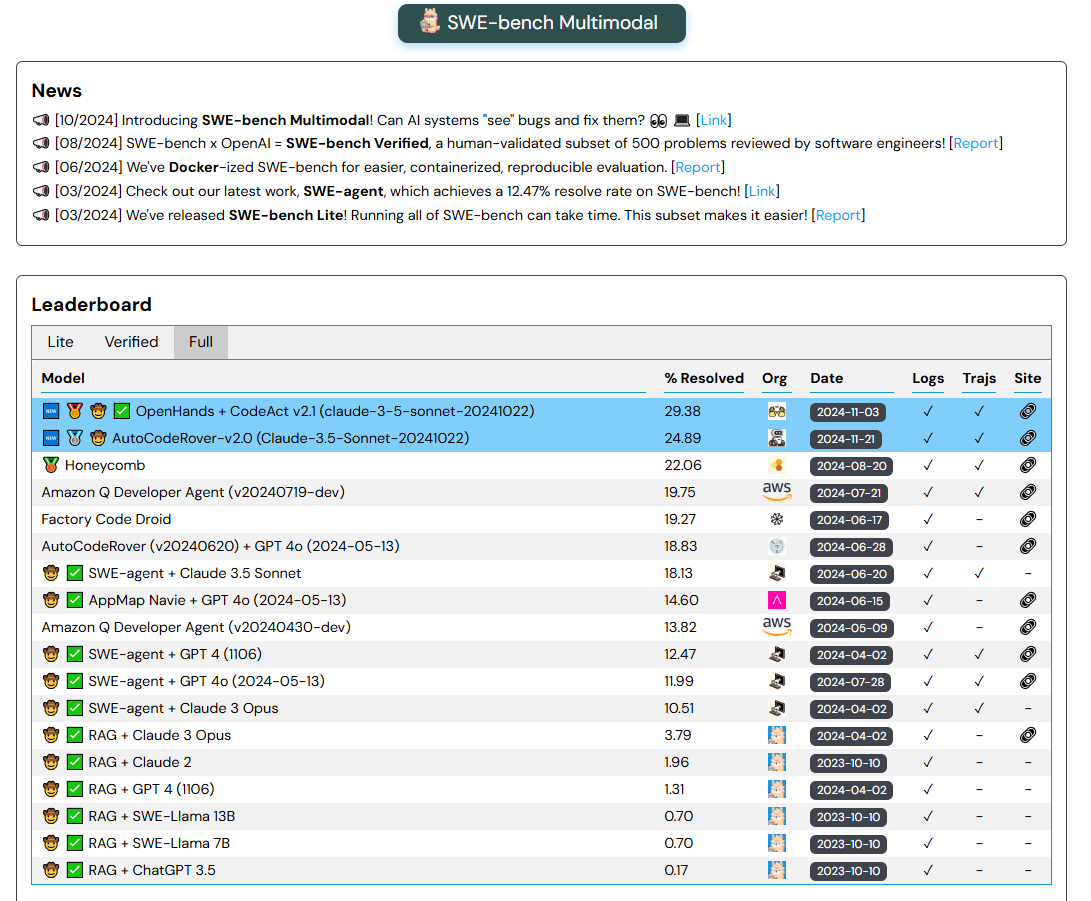 SWE-bench Multimodal
News
[10/2024] Introducing SWE-bench Multimodal! Can AI systems "see" bugs and fix them? 👀 💻 [Link]
[08/2024] SWE-bench x OpenAI = SWE-bench Verified, a human-validated subset of 500 problems reviewed by software engineers! [Report]
[06/2024] We've Docker-ized SWE-bench for easier, containerized, reproducible evaluation. [Report]
[03/2024] Check out our latest work, SWE-agent, which achieves a 12.47% resolve rate on SWE-bench! [Link]
[03/2024] We've released SWE-bench Lite! Running all of SWE-bench can take time. This subset makes it easier! [Report]
Leaderboard
Lite Verified Full
Model % Resolved Org Date Logs Trajs Site
🆕 🥇 🤠 ✅ OpenHands + CodeAct v2.1 (claude-3-5-sonnet-20241022) 29.38 2024-11-03 ✓ ✓ 🔗
🆕 🥈 🤠 AutoCodeRover-v2.0 (Claude-3.5-Sonnet-20241022) 24.89 2024-11-21 ✓ ✓ 🔗
🥉 Honeycomb 22.06 2024-08-20 ✓ ✓ 🔗
Amazon Q Developer Agent (v20240719-dev) 19.75 aws 2024-07-21 ✓ ✓ 🔗
Factory Code Droid 19.27 2024-06-17 ✓ - 🔗
AutoCodeRover (v20240620) + GPT 4o (2024-05-13) 18.83 2024-06-28 ✓ - 🔗
🤠 ✅ SWE-agent + Claude 3.5 Sonnet 18.13 2024-06-20 ✓ ✓ -
🤠 ✅ AppMap Navie + GPT 4o (2024-05-13) 14.60 2024-06-15 ✓ - 🔗
Amazon Q Developer Agent (v20240430-dev) 13.82 aws 2024-05-09 ✓ - 🔗
🤠 ✅ SWE-agent + GPT 4 (1106) 12.47 2024-04-02 ✓ ✓ 🔗
🤠 ✅ SWE-agent + GPT 4o (2024-05-13) 11.99 2024-07-28 ✓ ✓ 🔗
🤠 ✅ SWE-agent + Claude 3 Opus 10.51 2024-04-02 ✓ ✓ -
🤠 ✅ RAG + Claude 3 Opus 3.79 2024-04-02 ✓ - 🔗
🤠 ✅ RAG + Claude 2 1.96 2023-10-10 ✓ - -
🤠 ✅ RAG + GPT 4 (1106) 1.31 2024-04-02 ✓ - -
🤠 ✅ RAG + SWE-Llama 13B 0.70 2023-10-10 ✓ - -
🤠 ✅ RAG + SWE-Llama 7B 0.70 2023-10-10 ✓ - -
🤠 ✅ RAG + ChatGPT 3.5 0.17 2023-10-10 ✓ - -